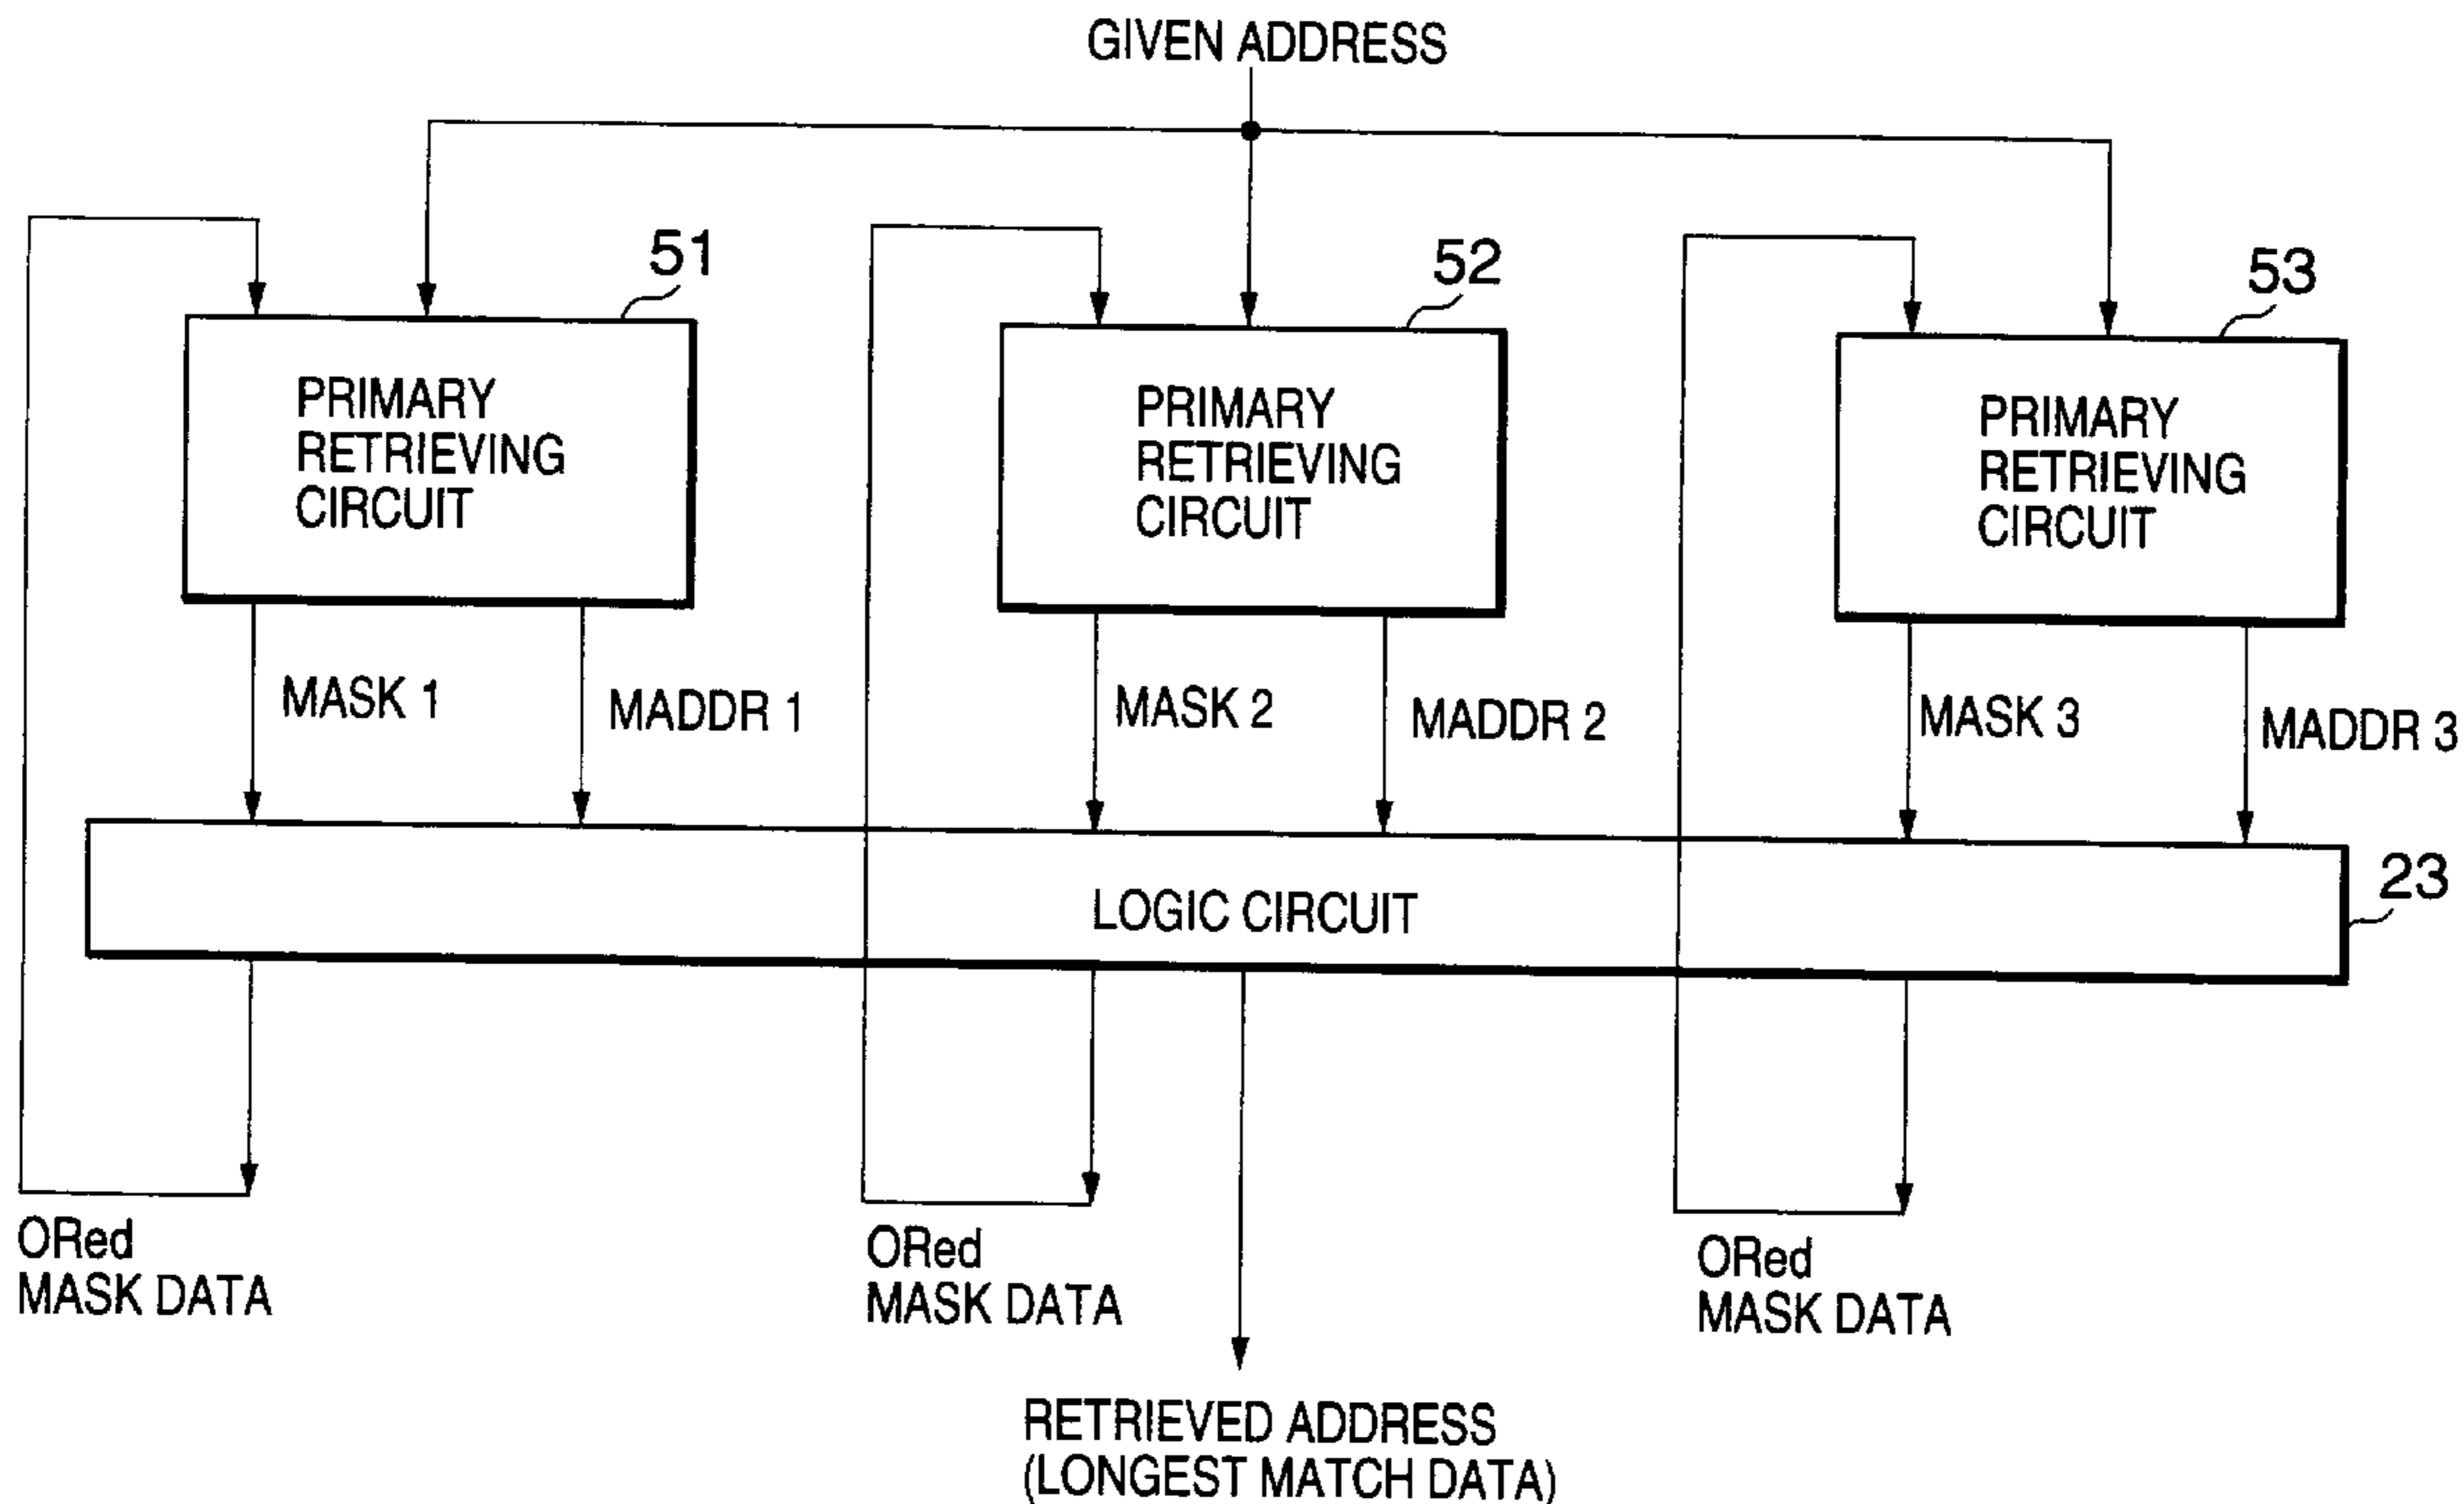 GIVEN ADDRESS
51
52
53
PRIMARY
RETRIEVING
CIRCUIT
PRIMARY
RETRIEVING
CIRCUIT
PRIMARY
RETRIEVING
CIRCUIT
MASK 1
MADDR 1
MASK 2
MADDR 2
MASK 3
MADDR 3
LOGIC CIRCUIT
23
ORed
MASK DATA
ORed
MASK DATA
ORed
MASK DATA
RETRIEVED ADDRESS
(LONGEST MATCH DATA)